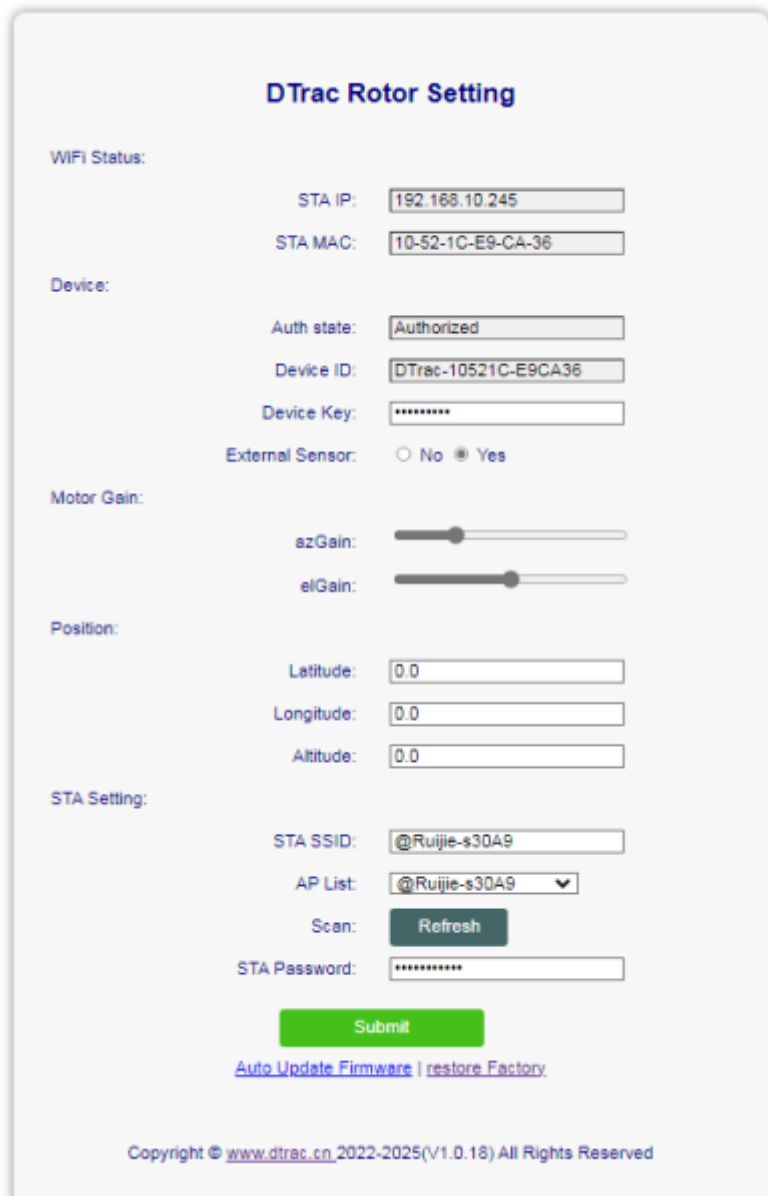 DTrac Rotor Setting
WiFi Status:
STA IP: 192.168.10.245
STA MAC: 10-52-1C-E9-CA-36
Device:
Auth state: Authorized
Device ID: DTrac-10521C-E9CA36
Device Key: •••••••••
External Sensor: No Yes
Motor Gain:
azGain:
elGain:
Position:
Latitude: 0.0
Longitude: 0.0
Altitude: 0.0
STA Setting:
STA SSID: @Ruijie-s30A9
AP List: @Ruijie-s30A9
Scan: Refresh
STA Password: •••••••••••
Submit
Auto Update Firmware | restore Factory
Copyright © www.dtrac.cn 2022-2025(V1.0.18) All Rights Reserved